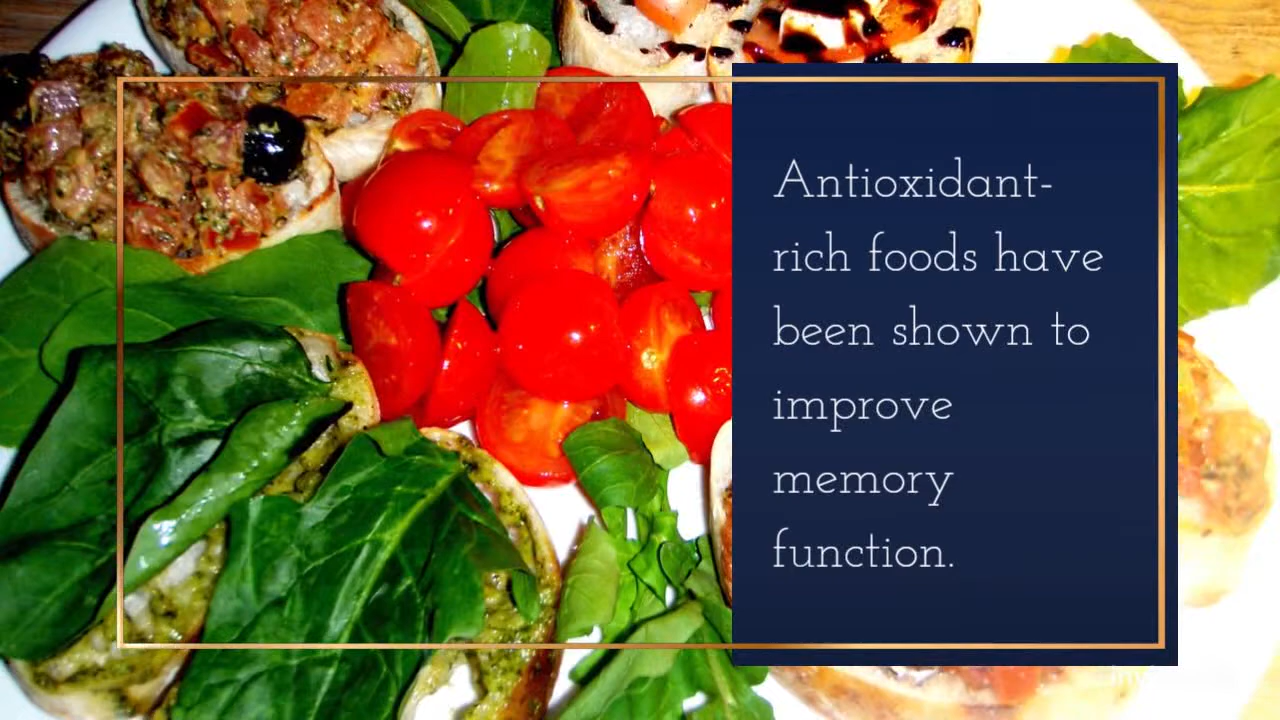 Antioxidant-
rich foods have
been shown to
improve
memory
function.